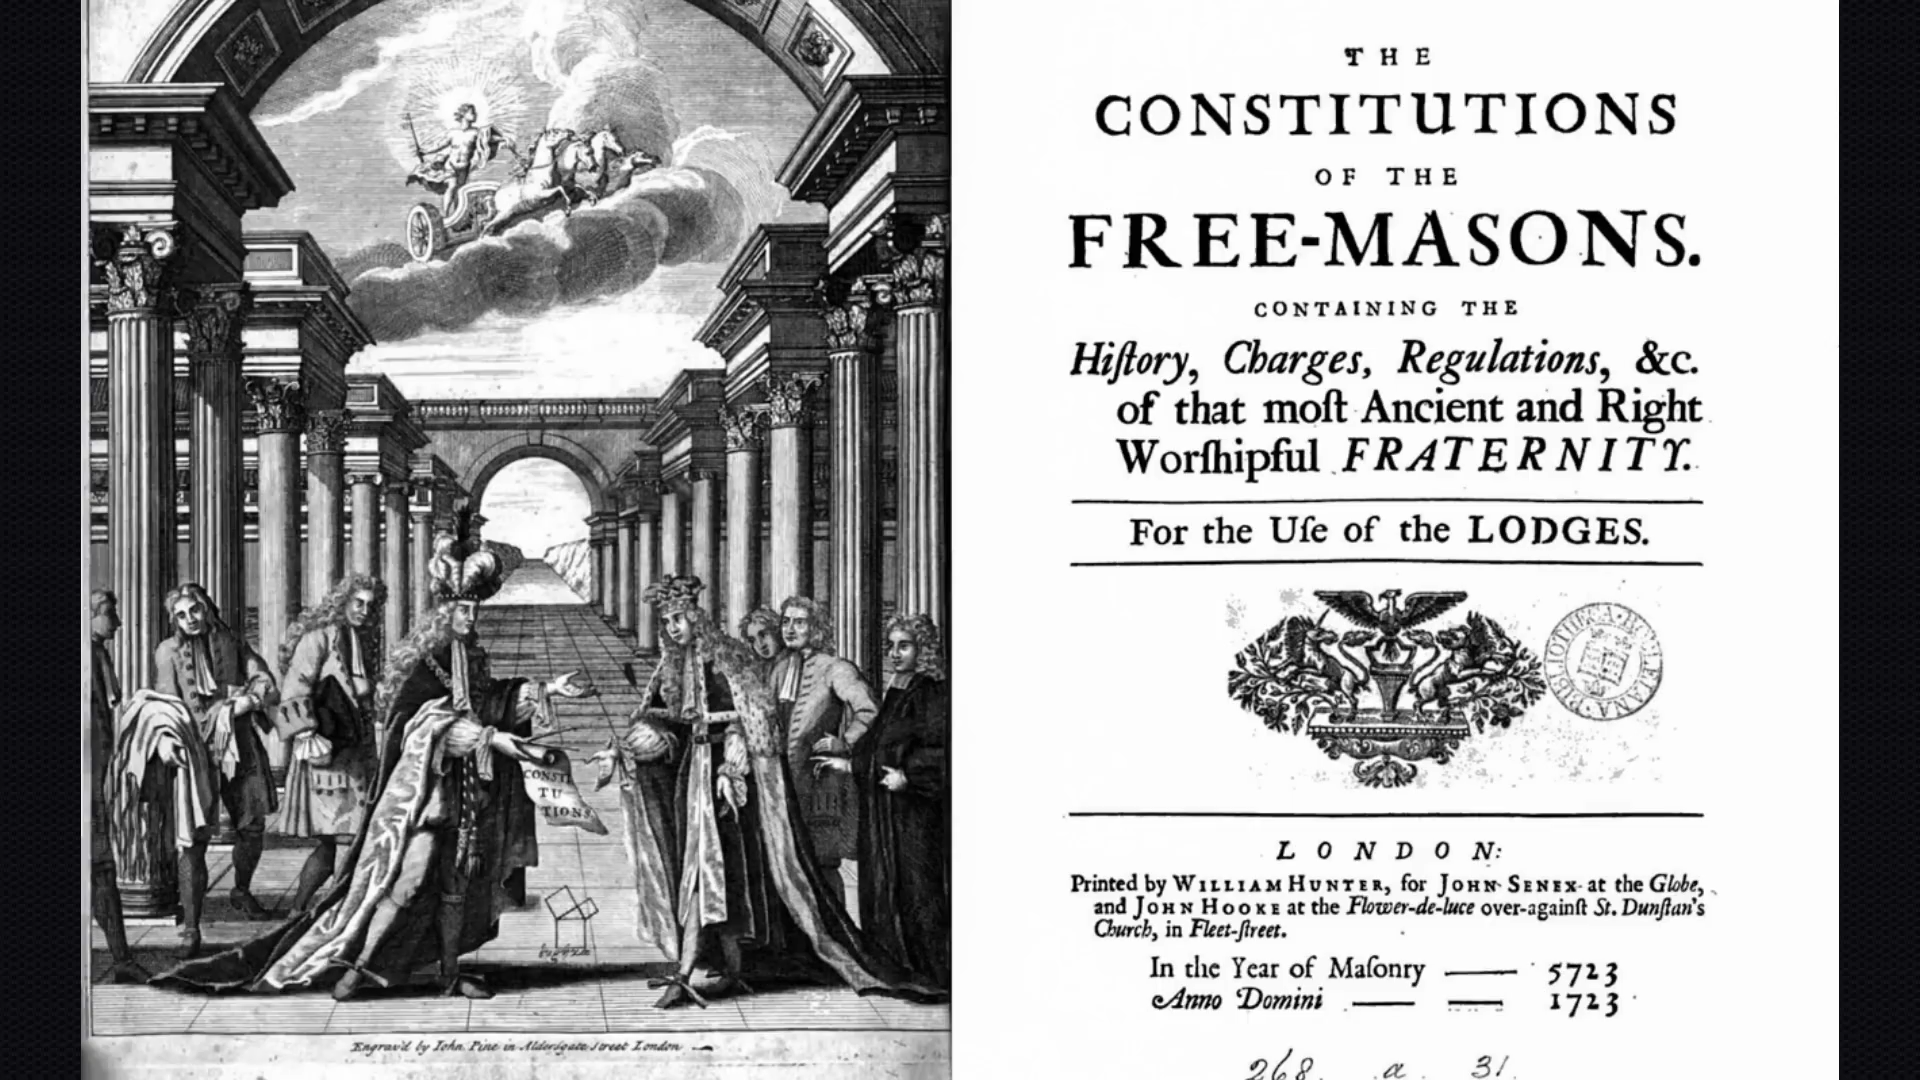 CONSTI
TU
TIONS
Engrav'd by Iohn Pine in Aldersgate street London
THE
CONSTITUTIONS
OF THE
FREE-MASONS.
CONTAINING THE
Hiſtory, Charges, Regulations, &c.
of that moſt Ancient and Right
Worſhipful FRATERNITY.
For the Uſe of the LODGES.
BIBLIOTHECA BODLEIANA
LONDON:
Printed by WILLIAM HUNTER, for JOHN SENEX at the Globe,
and JOHN HOOKE at the Flower-de-luce over-againſt St. Dunſtan's
Church, in Fleet-ſtreet.
In the Year of Maſonry —— 5723
Anno Domini —— —— 1723
268. a. 31.